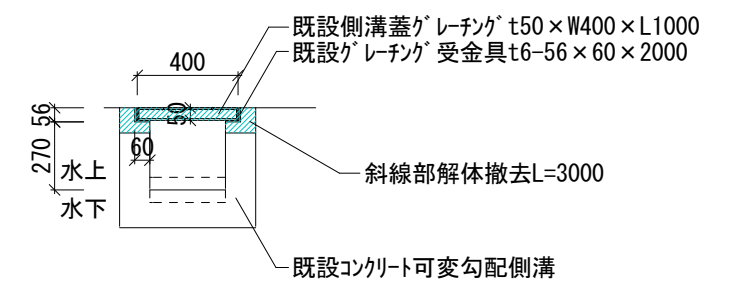 既設側溝蓋ｸﾞﾚｰﾁﾝｸﾞt50×W400×L1000
既設ｸﾞﾚｰﾁﾝｸﾞ受金具t6-56×60×2000
400
56
50
60
270
水上
斜線部解体撤去L=3000
水下
既設ｺﾝｸﾘｰﾄ可変勾配側溝